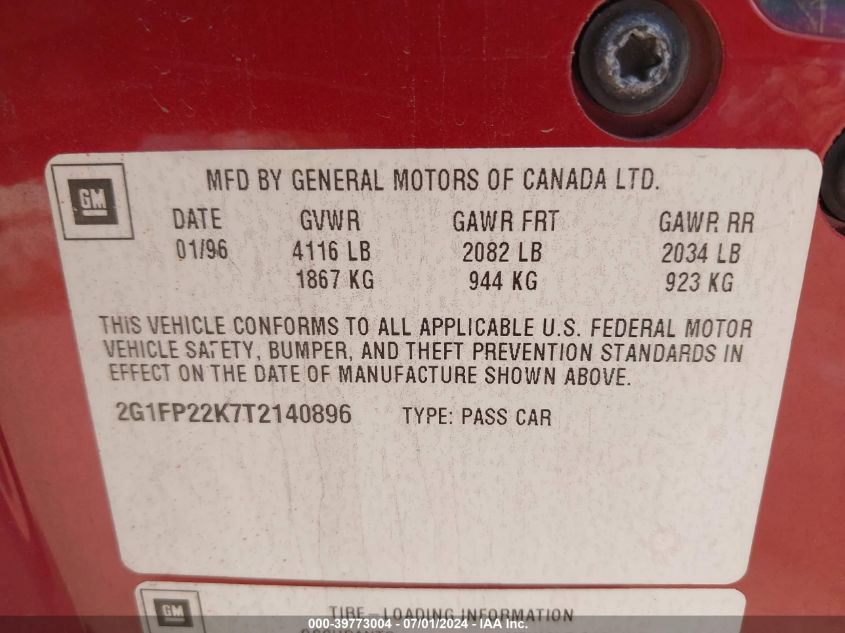 GM
MFD BY GENERAL MOTORS OF CANADA LTD.
DATE GVWR GAWR FRT GAWR RR
01/96 4116 LB 2082 LB 2034 LB
1867 KG 944 KG 923 KG
THIS VEHICLE CONFORMS TO ALL APPLICABLE U.S. FEDERAL MOTOR
VEHICLE SAFETY, BUMPER, AND THEFT PREVENTION STANDARDS IN
EFFECT ON THE DATE OF MANUFACTURE SHOWN ABOVE.
2G1FP22K7T2140896 TYPE: PASS CAR
GM
TIRE-LOADING INFORMATION
000-39773004 / 07/01/2024 - IAA Inc.